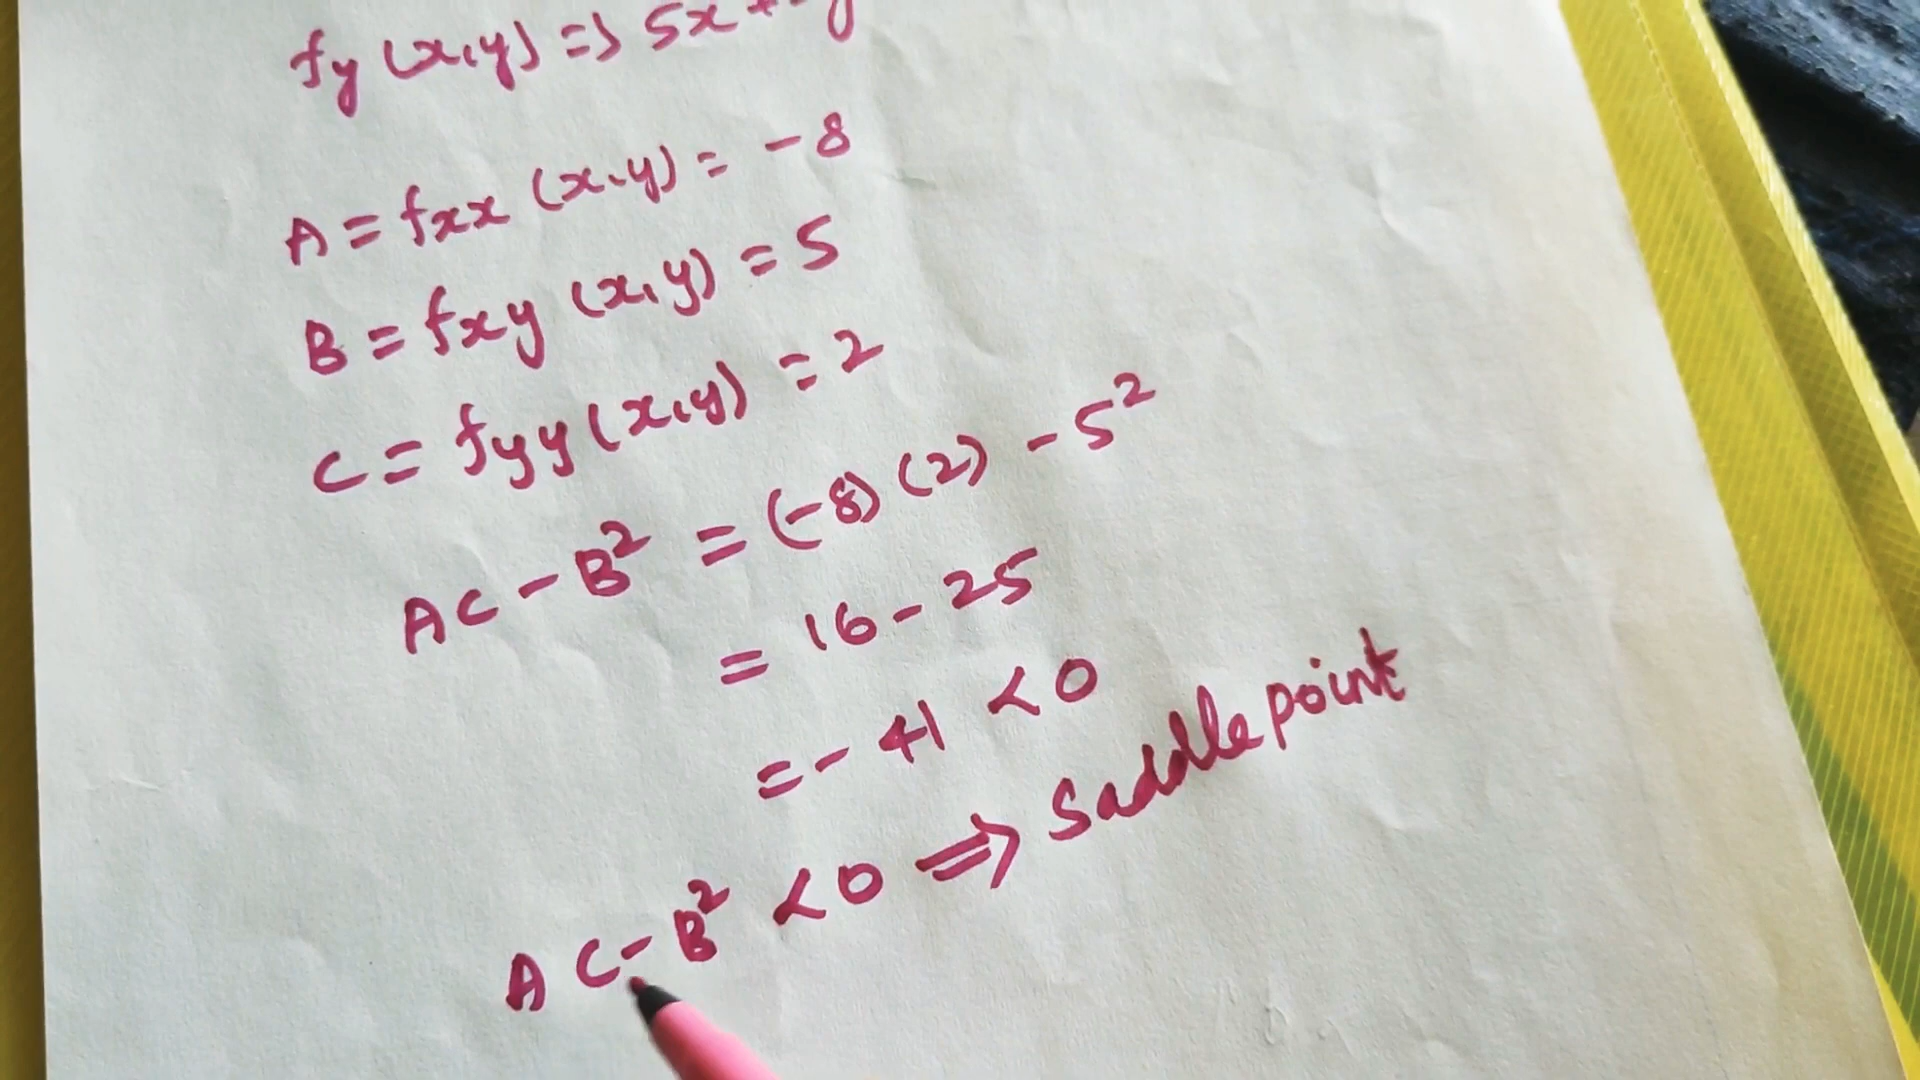 fy (x,y) => 5x + y
A = fxx (x,y) = -8
B = fxy (x,y) = 5
C = fyy (x,y) = 2
AC - B² = (-8) (2) - 5²
= 16 - 25
= - 41 < 0
AC - B² < 0 ⇒ Saddle point